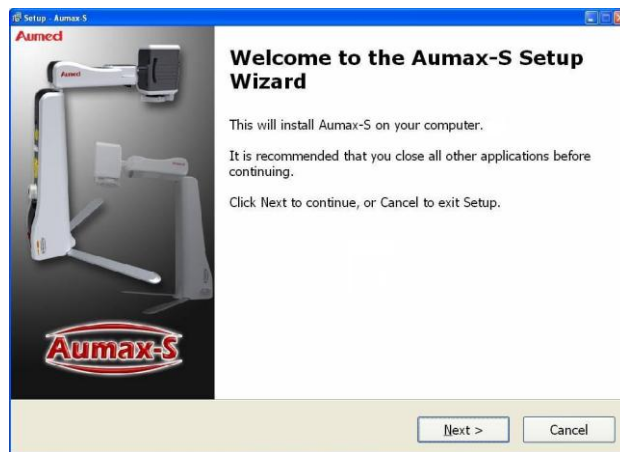 Setup - Aumax-S
Aumed
Aumed
Welcome to the Aumax-S Setup
Wizard
This will install Aumax-S on your computer.
It is recommended that you close all other applications before
continuing.
Click Next to continue, or Cancel to exit Setup.
Aumax-S
Next >
Cancel